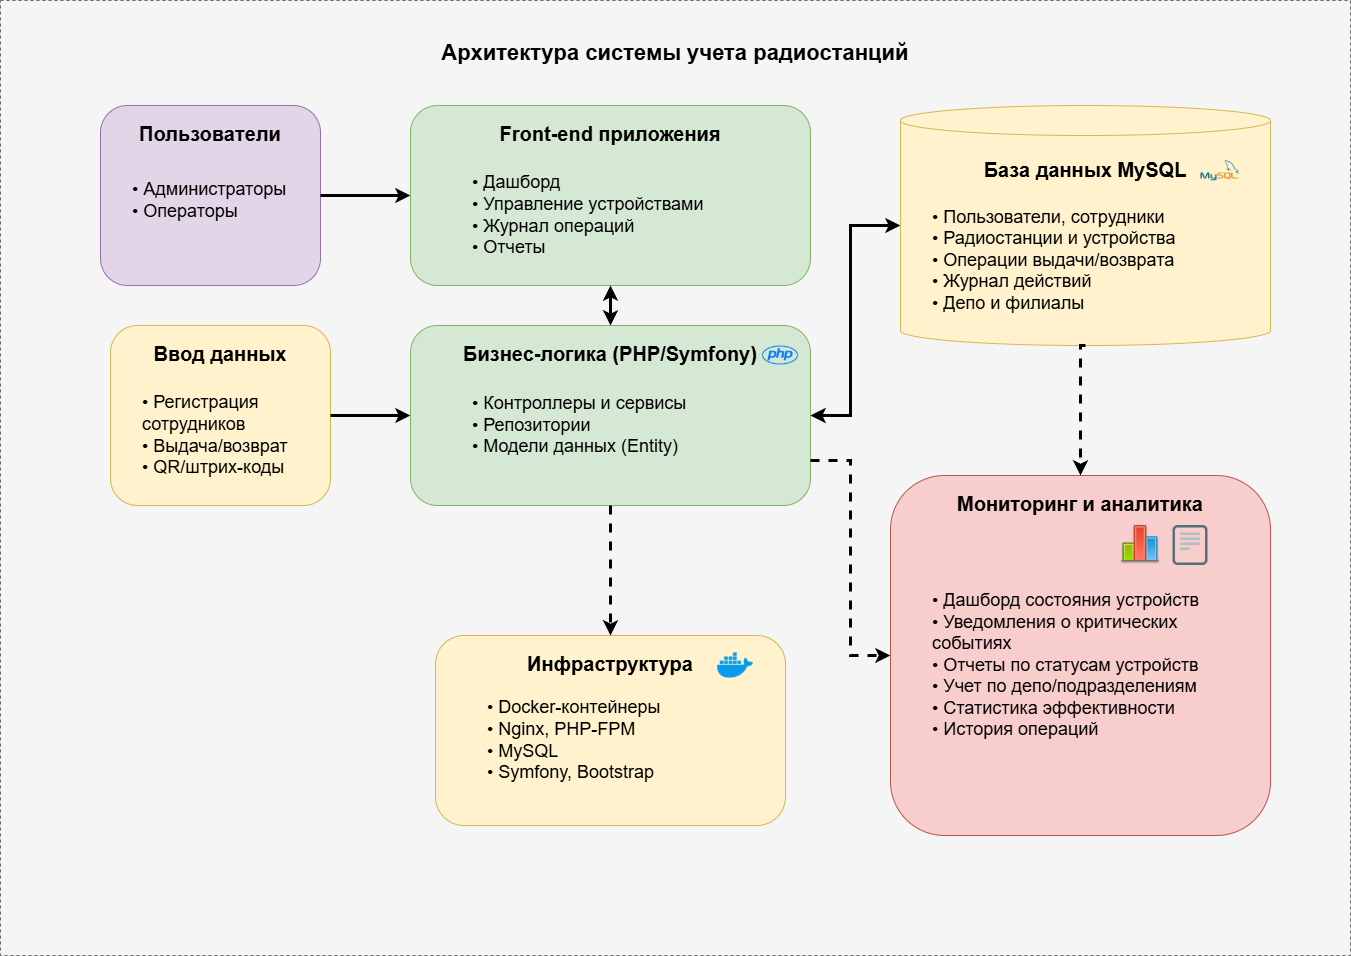 Архитектура системы учета радиостанций
Пользователи
• Администраторы
• Операторы
Front-end приложения
• Дашборд
• Управление устройствами
• Журнал операций
• Отчеты
База данных MySQL
MySQL
• Пользователи, сотрудники
• Радиостанции и устройства
• Операции выдачи/возврата
• Журнал действий
• Депо и филиалы
Ввод данных
• Регистрация
сотрудников
• Выдача/возврат
• QR/штрих-коды
Бизнес-логика (PHP/Symfony)
php
• Контроллеры и сервисы
• Репозитории
• Модели данных (Entity)
Мониторинг и аналитика
• Дашборд состояния устройств
• Уведомления о критических
событиях
• Отчеты по статусам устройств
• Учет по депо/подразделениям
• Статистика эффективности
• История операций
Инфраструктура
• Docker-контейнеры
• Nginx, PHP-FPM
• MySQL
• Symfony, Bootstrap